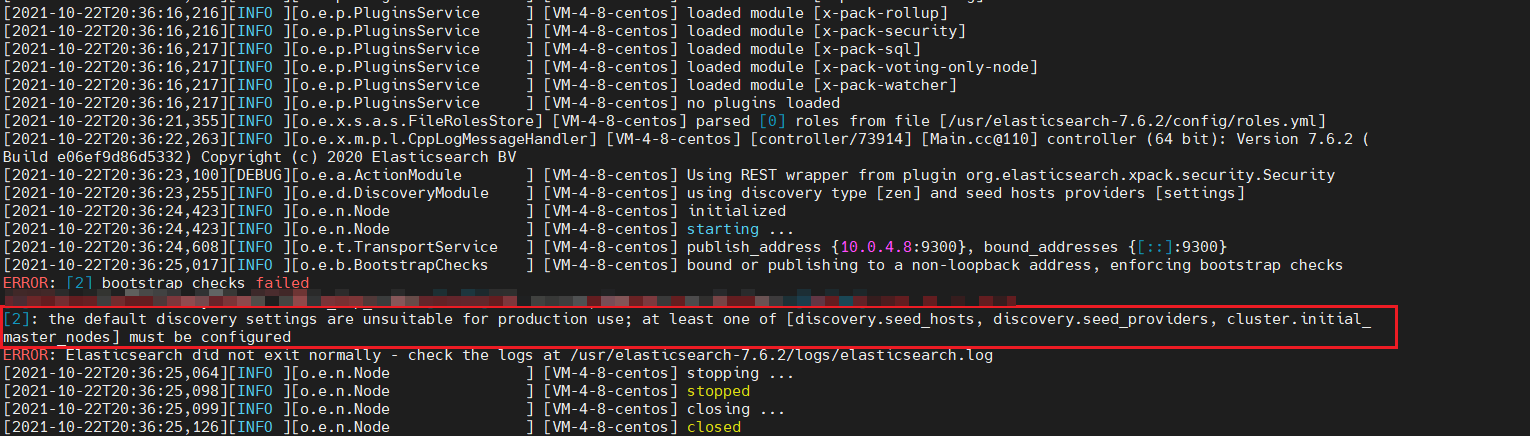 [2021-10-22T20:36:16,216][INFO ][o.e.p.PluginsService     ] [VM-4-8-centos] loaded module [x-pack-rollup]
[2021-10-22T20:36:16,216][INFO ][o.e.p.PluginsService     ] [VM-4-8-centos] loaded module [x-pack-security]
[2021-10-22T20:36:16,217][INFO ][o.e.p.PluginsService     ] [VM-4-8-centos] loaded module [x-pack-sql]
[2021-10-22T20:36:16,217][INFO ][o.e.p.PluginsService     ] [VM-4-8-centos] loaded module [x-pack-voting-only-node]
[2021-10-22T20:36:16,217][INFO ][o.e.p.PluginsService     ] [VM-4-8-centos] loaded module [x-pack-watcher]
[2021-10-22T20:36:16,217][INFO ][o.e.p.PluginsService     ] [VM-4-8-centos] no plugins loaded
[2021-10-22T20:36:21,355][INFO ][o.e.x.s.a.s.FileRolesStore] [VM-4-8-centos] parsed [0] roles from file [/usr/elasticsearch-7.6.2/config/roles.yml]
[2021-10-22T20:36:22,263][INFO ][o.e.x.m.p.l.CppLogMessageHandler] [VM-4-8-centos] [controller/73914] [Main.cc@110] controller (64 bit): Version 7.6.2 (
Build e06ef9d86d5332) Copyright (c) 2020 Elasticsearch BV
[2021-10-22T20:36:23,100][DEBUG][o.e.a.ActionModule       ] [VM-4-8-centos] Using REST wrapper from plugin org.elasticsearch.xpack.security.Security
[2021-10-22T20:36:23,255][INFO ][o.e.d.DiscoveryModule    ] [VM-4-8-centos] using discovery type [zen] and seed hosts providers [settings]
[2021-10-22T20:36:24,423][INFO ][o.e.n.Node               ] [VM-4-8-centos] initialized
[2021-10-22T20:36:24,423][INFO ][o.e.n.Node               ] [VM-4-8-centos] starting ...
[2021-10-22T20:36:24,608][INFO ][o.e.t.TransportService   ] [VM-4-8-centos] publish_address {10.0.4.8:9300}, bound_addresses {[::]:9300}
[2021-10-22T20:36:25,017][INFO ][o.e.b.BootstrapChecks    ] [VM-4-8-centos] bound or publishing to a non-loopback address, enforcing bootstrap checks
ERROR: [2] bootstrap checks failed
[2]: the default discovery settings are unsuitable for production use; at least one of [discovery.seed_hosts, discovery.seed_providers, cluster.initial_
master_nodes] must be configured
ERROR: Elasticsearch did not exit normally - check the logs at /usr/elasticsearch-7.6.2/logs/elasticsearch.log
[2021-10-22T20:36:25,064][INFO ][o.e.n.Node               ] [VM-4-8-centos] stopping ...
[2021-10-22T20:36:25,098][INFO ][o.e.n.Node               ] [VM-4-8-centos] stopped
[2021-10-22T20:36:25,099][INFO ][o.e.n.Node               ] [VM-4-8-centos] closing ...
[2021-10-22T20:36:25,126][INFO ][o.e.n.Node               ] [VM-4-8-centos] closed